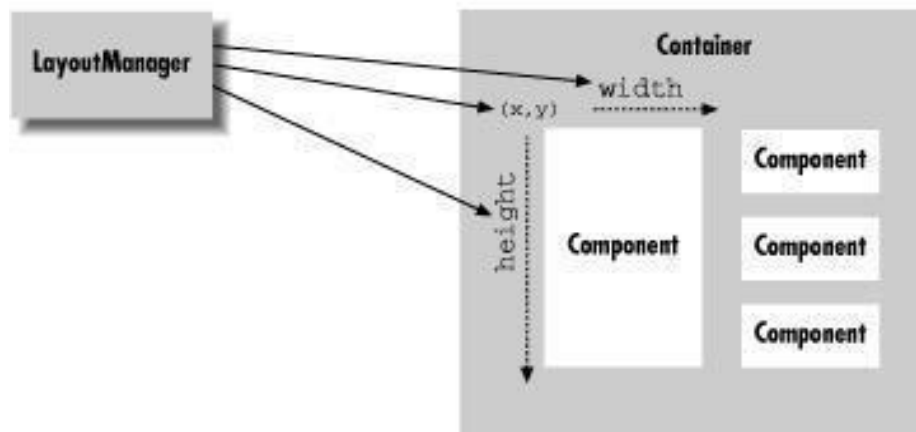 LayoutManager
Container
width
(x,y)
height
Component
Component
Component
Component